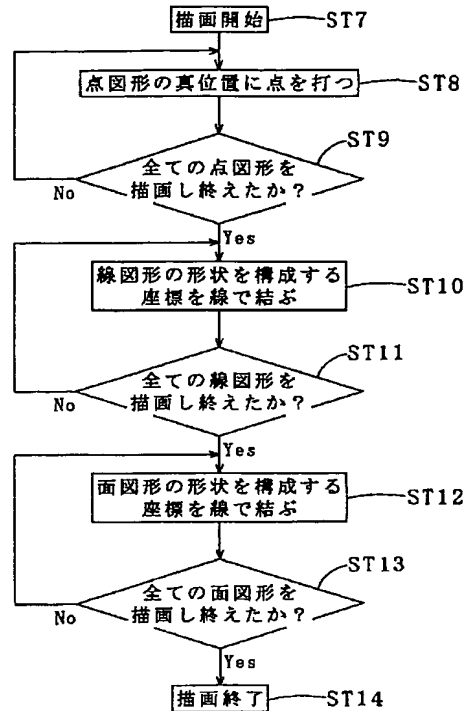 描画開始
ST7
点図形の真位置に点を打つ
ST8
ST9
全ての点図形を
描画し終えたか？
No
Yes
線図形の形状を構成する
座標を線で結ぶ
ST10
ST11
全ての線図形を
描画し終えたか？
No
Yes
面図形の形状を構成する
座標を線で結ぶ
ST12
ST13
全ての面図形を
描画し終えたか？
No
Yes
描画終了
ST14